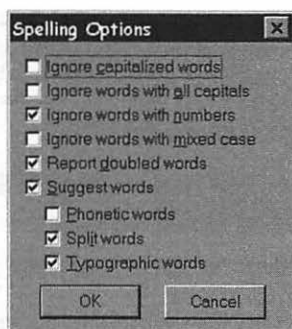 Spelling Options
Ignore capitalized words
Ignore words with all capitals
Ignore words with numbers
Ignore words with mixed case
Report doubled words
Suggest words
Phonetic words
Split words
Typographic words
OK Cancel